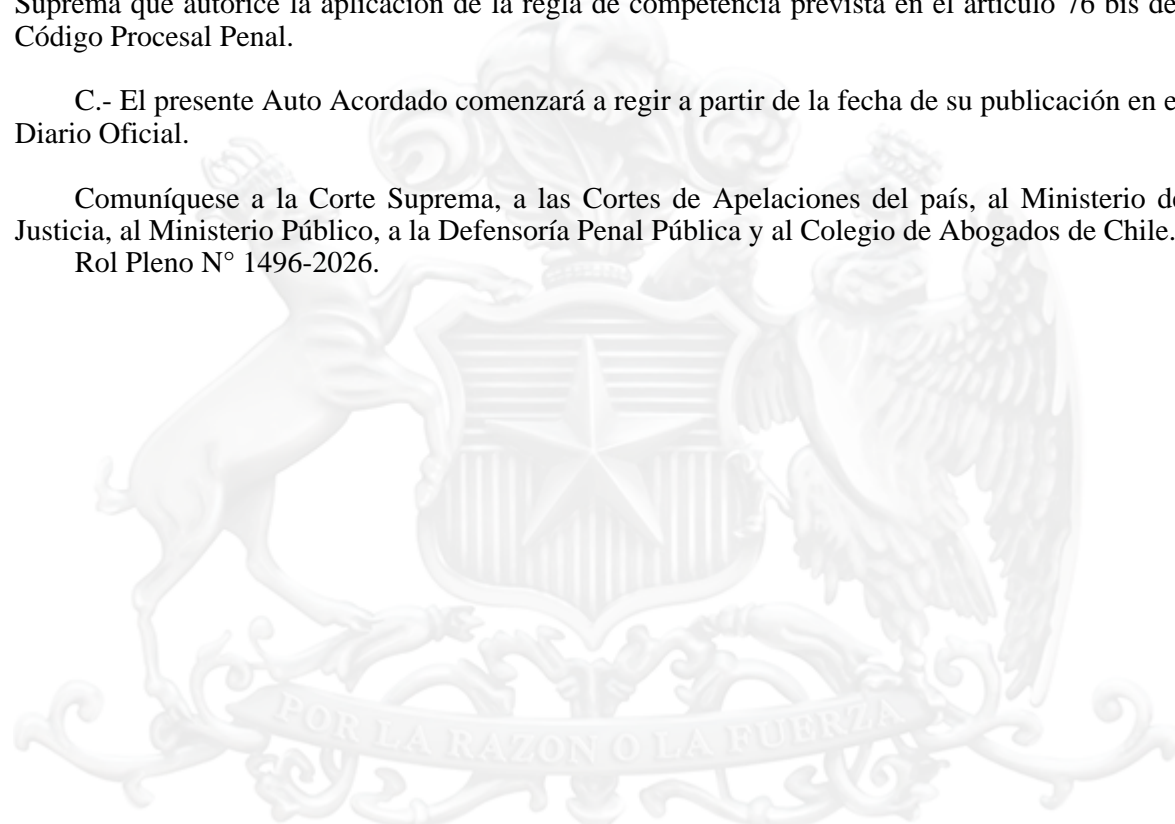 Suprema que autorice la aplicación de la regla de competencia prevista en el artículo 76 bis de
Código Procesal Penal.
C.- El presente Auto Acordado comenzará a regir a partir de la fecha de su publicación en e
Diario Oficial.
Comuníquese a la Corte Suprema, a las Cortes de Apelaciones del país, al Ministerio d
Justicia, al Ministerio Público, a la Defensoría Penal Pública y al Colegio de Abogados de Chile.
Rol Pleno N° 1496-2026.
POR LA RAZON O LA FUERZA